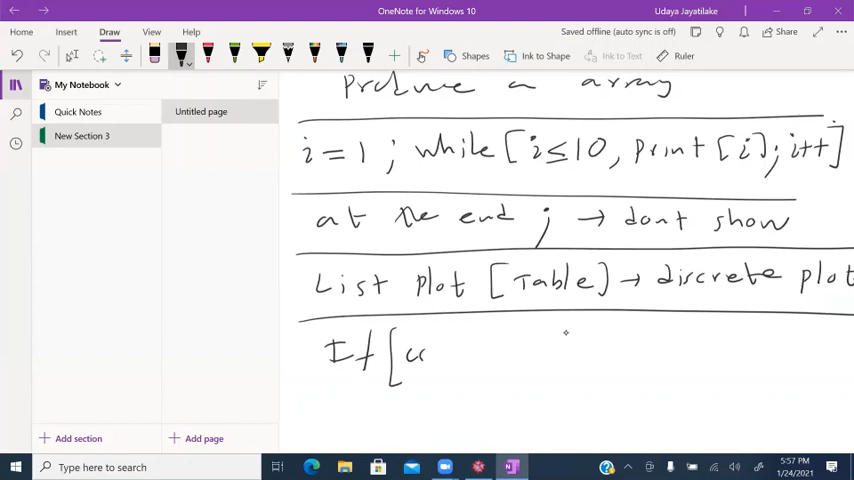 OneNote for Windows 10
Udaya Jayatilake
Home Insert Draw View Help
Saved offline (auto sync is off)
Share
Shapes
Ink to Shape
Ink to Text
Ruler
My Notebook
Quick Notes
Untitled page
New Section 3
Produce a array
i = 1 ; while [ i ≤ 10, print [i]; i++ ]
at the end ; → dont show
List plot [Table] → discrete plot
If [
Add section
Add page
Type here to search
5:57 PM
1/24/2021